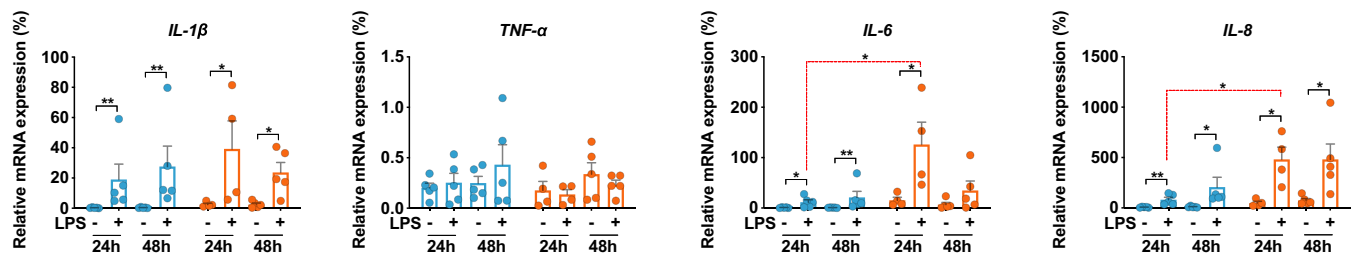 IL-1β
Relative mRNA expression (%)
100
80
60
40
20
0
** ** * *
LPS - + - + - + - +
24h 48h 24h 48h
TNF-α
Relative mRNA expression (%)
1.5
1.0
0.5
0.0
LPS - + - + - + - +
24h 48h 24h 48h
IL-6
Relative mRNA expression (%)
300
200
100
0
*
* ** *
LPS - + - + - + - +
24h 48h 24h 48h
IL-8
Relative mRNA expression (%)
1500
1000
500
0
*
** * * *
LPS - + - + - + - +
24h 48h 24h 48h